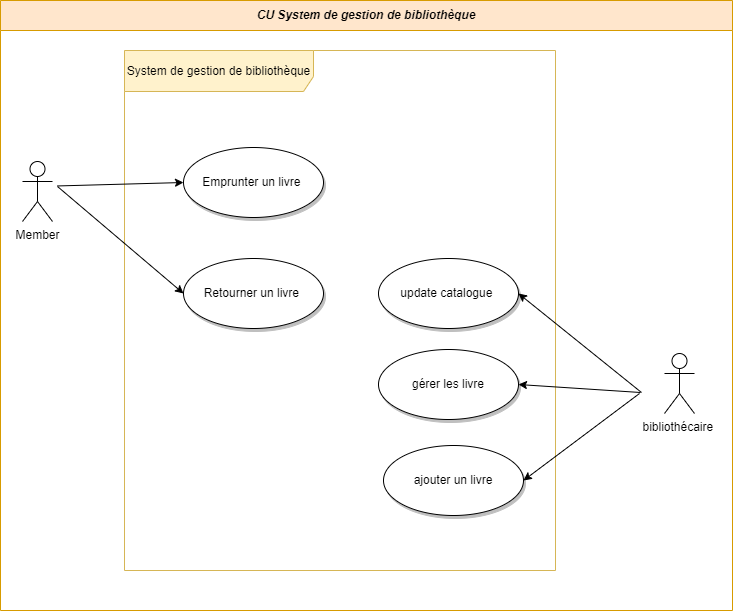 CU System de gestion de bibliothèque
System de gestion de bibliothèque
Emprunter un livre
Member
Retourner un livre
update catalogue
gérer les livre
bibliothécaire
ajouter un livre